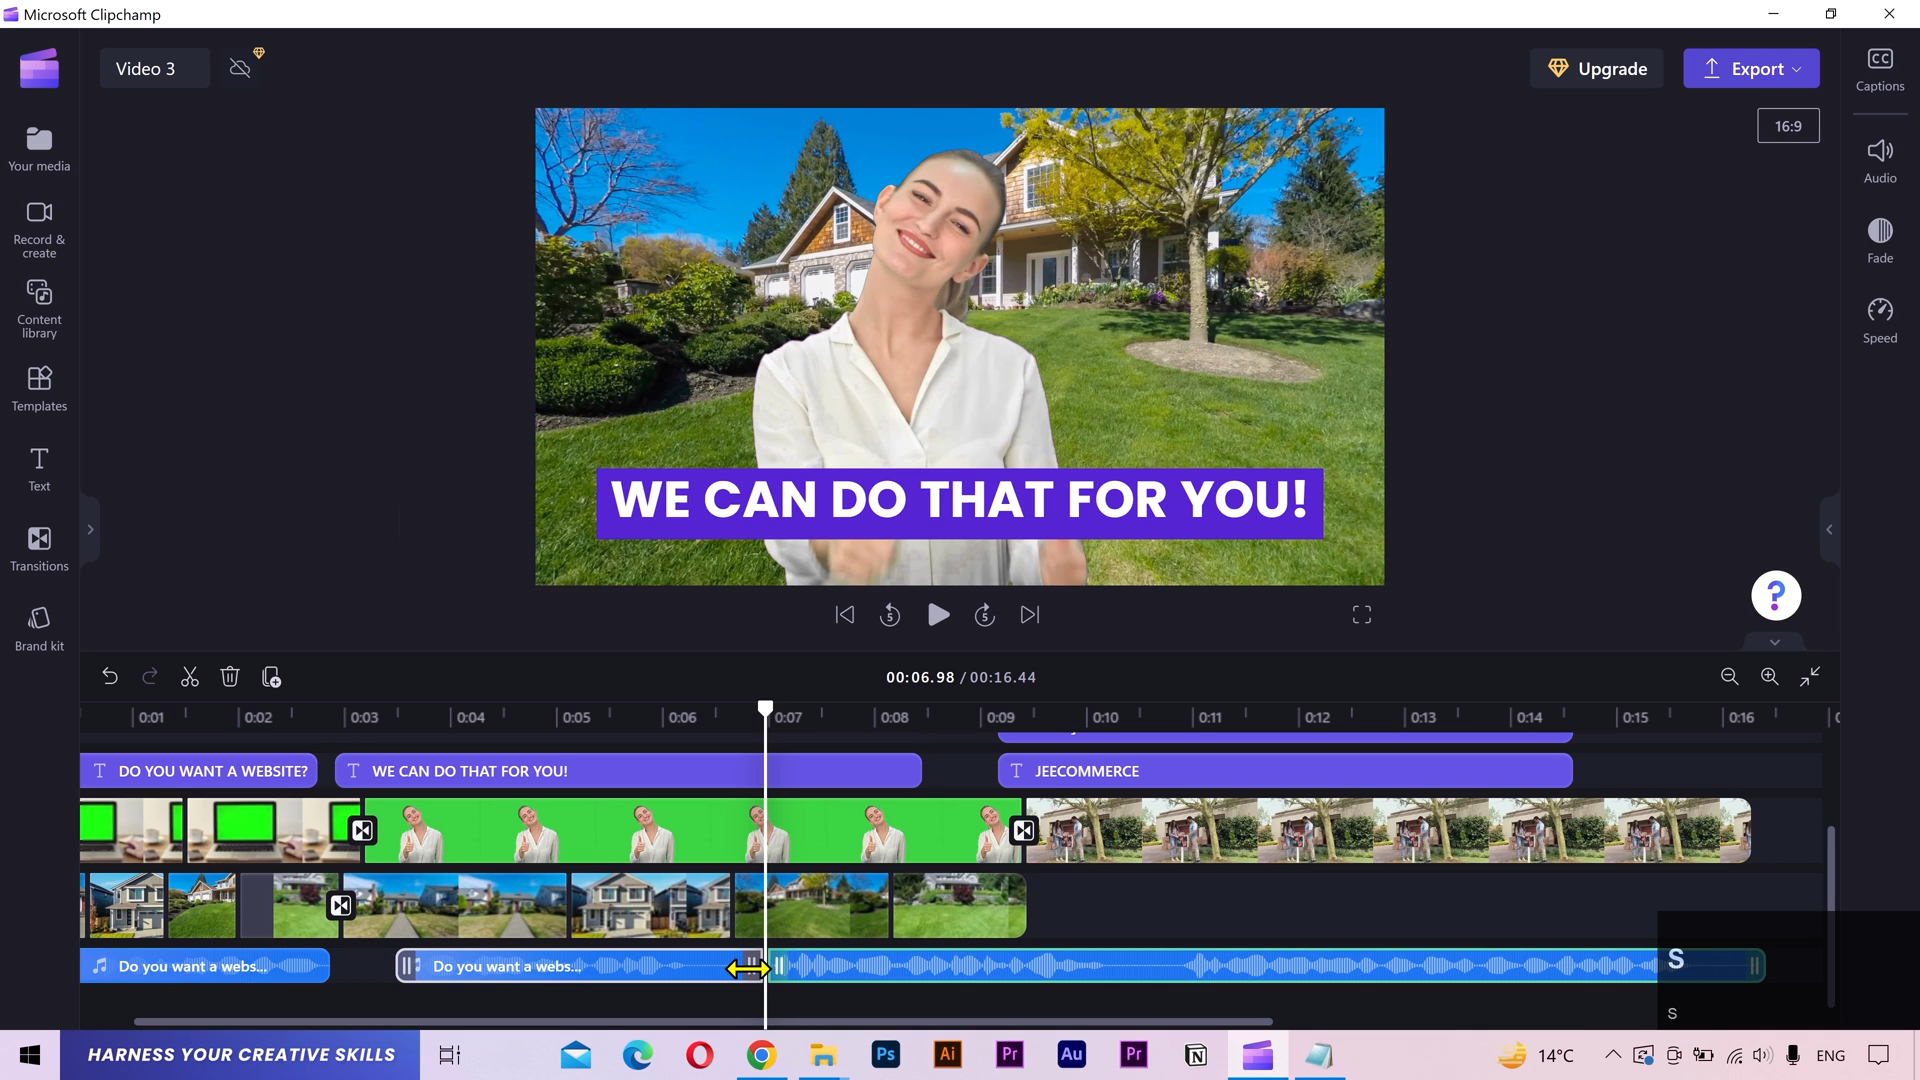 Microsoft Clipchamp
Video 3
Upgrade
Export
CC
Captions
16:9
Your media
Audio
Record &
create
Fade
Content
library
Speed
Templates
Text
WE CAN DO THAT FOR YOU!
Transitions
5
5
?
Brand kit
00:06.98 / 00:16.44
0:01
0:02
0:03
0:04
0:05
0:06
0:07
0:08
0:09
0:10
0:11
0:12
0:13
0:14
0:15
0:16
T DO YOU WANT A WEBSITE?
T WE CAN DO THAT FOR YOU!
T JEECOMMERCE
Do you want a webs...
Do you want a webs...
S
s
HARNESS YOUR CREATIVE SKILLS
Ps
Ai
Pr
Au
Pr
N
14°C
ENG